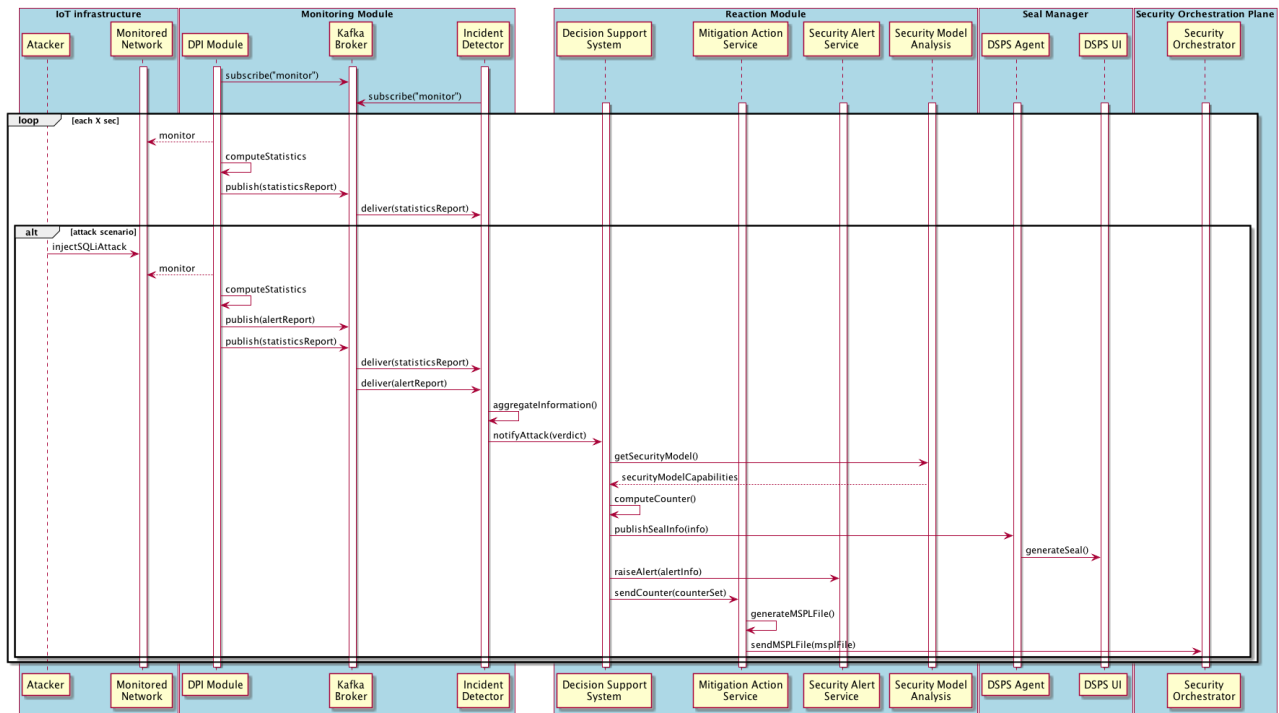 IoT infrastructure
Monitoring Module
Reaction Module
Seal Manager
Security Orchestration Plane
Atacker
Monitored
Network
DPI Module
Kafka
Broker
Incident
Detector
Decision Support
System
Mitigation Action
Service
Security Alert
Service
Security Model
Analysis
DSPS Agent
DSPS UI
Security
Orchestrator
subscribe("monitor")
subscribe("monitor")
loop [each X sec]
monitor
computeStatistics
publish(statisticsReport)
deliver(statisticsReport)
alt [attack scenario]
injectSQLiAttack
monitor
computeStatistics
publish(alertReport)
publish(statisticsReport)
deliver(statisticsReport)
deliver(alertReport)
aggregateInformation()
notifyAttack(verdict)
getSecurityModel()
securityModelCapabilities
computeCounter()
publishSealInfo(info)
generateSeal()
raiseAlert(alertInfo)
sendCounter(counterSet)
generateMSPLFile()
sendMSPLFile(msplFile)
Atacker
Monitored
Network
DPI Module
Kafka
Broker
Incident
Detector
Decision Support
System
Mitigation Action
Service
Security Alert
Service
Security Model
Analysis
DSPS Agent
DSPS UI
Security
Orchestrator